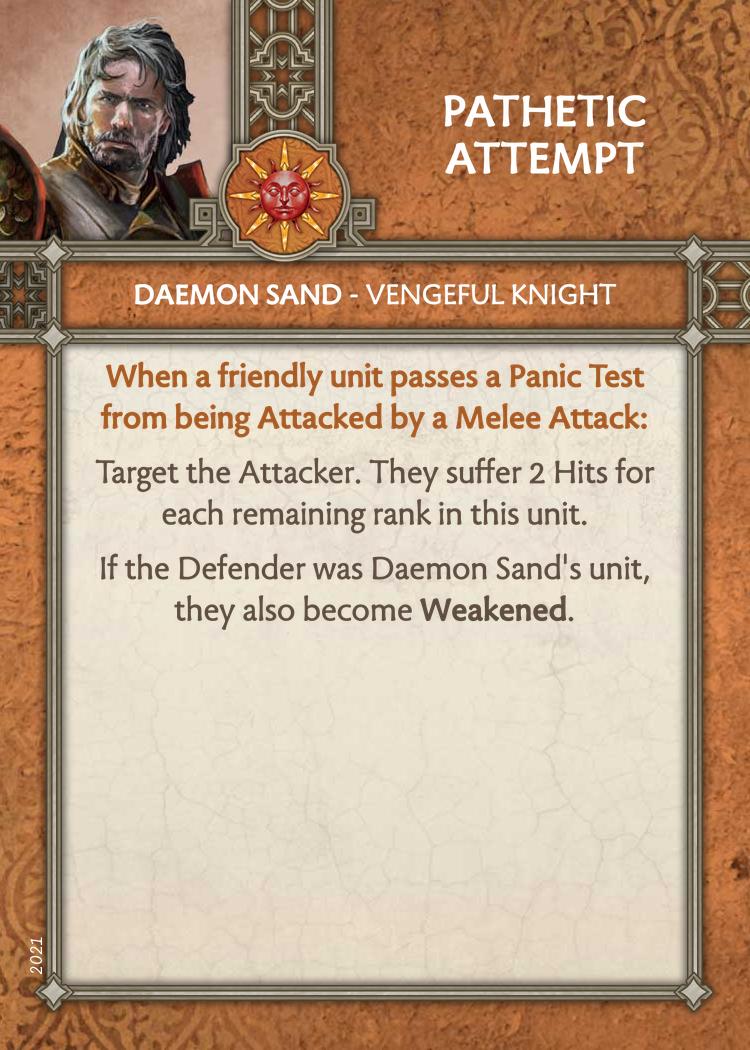 PATHETIC
ATTEMPT
DAEMON SAND - VENGEFUL KNIGHT
When a friendly unit passes a Panic Test
from being Attacked by a Melee Attack:
Target the Attacker. They suffer 2 Hits for
each remaining rank in this unit.
If the Defender was Daemon Sand's unit,
they also become Weakened.
2021